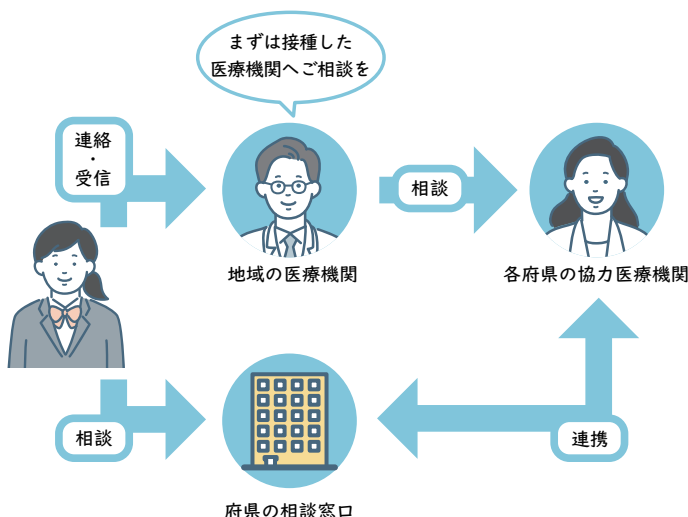 まずは接種した
医療機関へご相談を
連絡
・
受信
相談
地域の医療機関
各府県の協力医療機関
相談
連携
府県の相談窓口